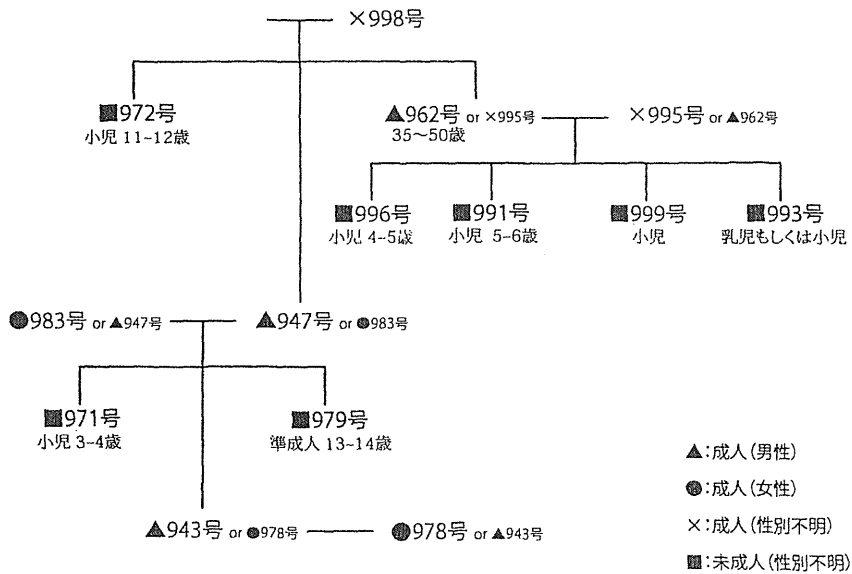 ×998号
■972号
小児 11-12歳
▲962号 or ×995号
35～50歳
×995号 or ▲962号
■996号
小児 4-5歳
■991号
小児 5-6歳
■999号
小児
■993号
乳児もしくは小児
●983号 or ▲947号
▲947号 or ●983号
■971号
小児 3-4歳
■979号
準成人 13-14歳
▲943号 or ●978号
●978号 or ▲943号
▲:成人(男性)
●:成人(女性)
×:成人(性別不明)
■:未成人(性別不明)